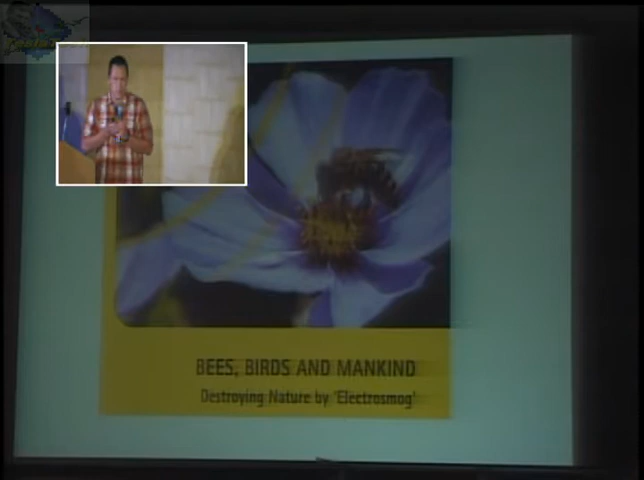 BEES, BIRDS AND MANKIND
Destroying Nature by 'Electrosmog'